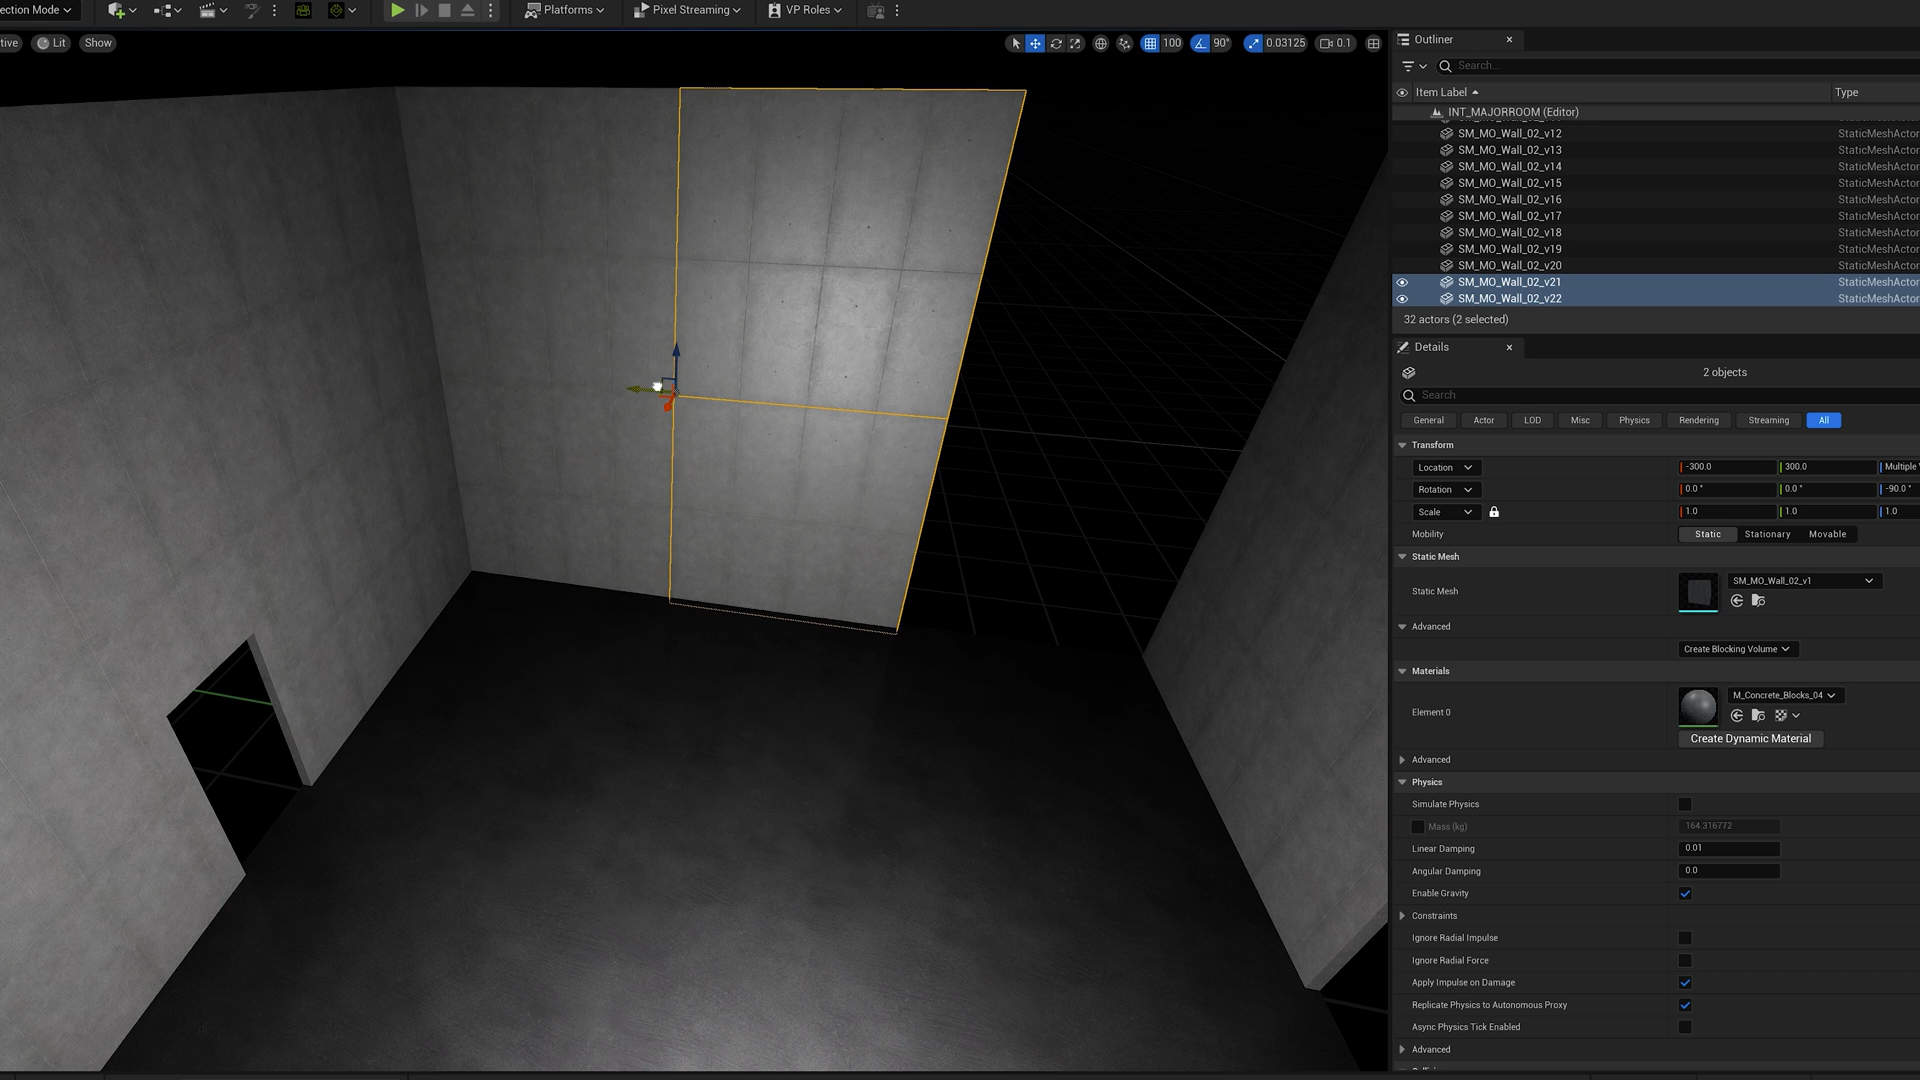 ection Mode
Platforms
Pixel Streaming
VP Roles
tive
Lit
Show
100
90°
0.03125
0.1
Outliner
Search...
Item Label
Type
INT_MAJORROOM (Editor)
SM_MO_Wall_02_v12
StaticMeshActor
SM_MO_Wall_02_v13
StaticMeshActor
SM_MO_Wall_02_v14
StaticMeshActor
SM_MO_Wall_02_v15
StaticMeshActor
SM_MO_Wall_02_v16
StaticMeshActor
SM_MO_Wall_02_v17
StaticMeshActor
SM_MO_Wall_02_v18
StaticMeshActor
SM_MO_Wall_02_v19
StaticMeshActor
SM_MO_Wall_02_v20
StaticMeshActor
SM_MO_Wall_02_v21
StaticMeshActor
SM_MO_Wall_02_v22
StaticMeshActor
32 actors (2 selected)
Details
2 objects
Search
General
Actor
LOD
Misc
Physics
Rendering
Streaming
All
Transform
Location
-300.0
300.0
Multiple
Rotation
0.0 °
0.0 °
-90.0 °
Scale
1.0
1.0
1.0
Mobility
Static
Stationary
Movable
Static Mesh
Static Mesh
SM_MO_Wall_02_v1
Advanced
Create Blocking Volume
Materials
Element 0
M_Concrete_Blocks_04
Create Dynamic Material
Advanced
Physics
Simulate Physics
Mass (kg)
164.316772
Linear Damping
0.01
Angular Damping
0.0
Enable Gravity
Constraints
Ignore Radial Impulse
Ignore Radial Force
Apply Impulse on Damage
Replicate Physics to Autonomous Proxy
Async Physics Tick Enabled
Advanced